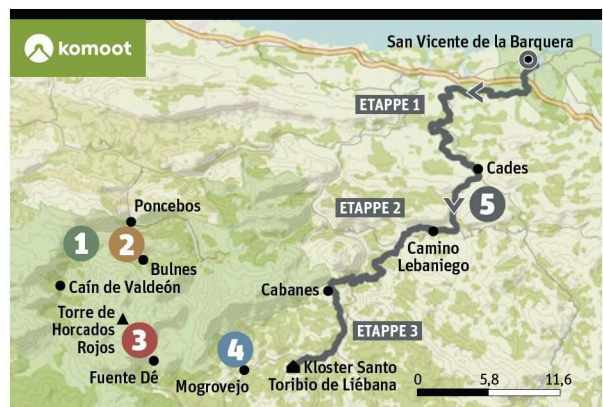 komoot
San Vicente de la Barquera
ETAPPE 1
Cades
ETAPPE 2
5
Poncebos
1
2
Camino
Lebaniego
Bulnes
Caín de Valdeón
Cabanes
Torre de
Horcados
Rojos
3
ETAPPE 3
4
Fuente Dé
Mogrovejo
Kloster Santo
Toribio de Liébana
0 5,8 11,6